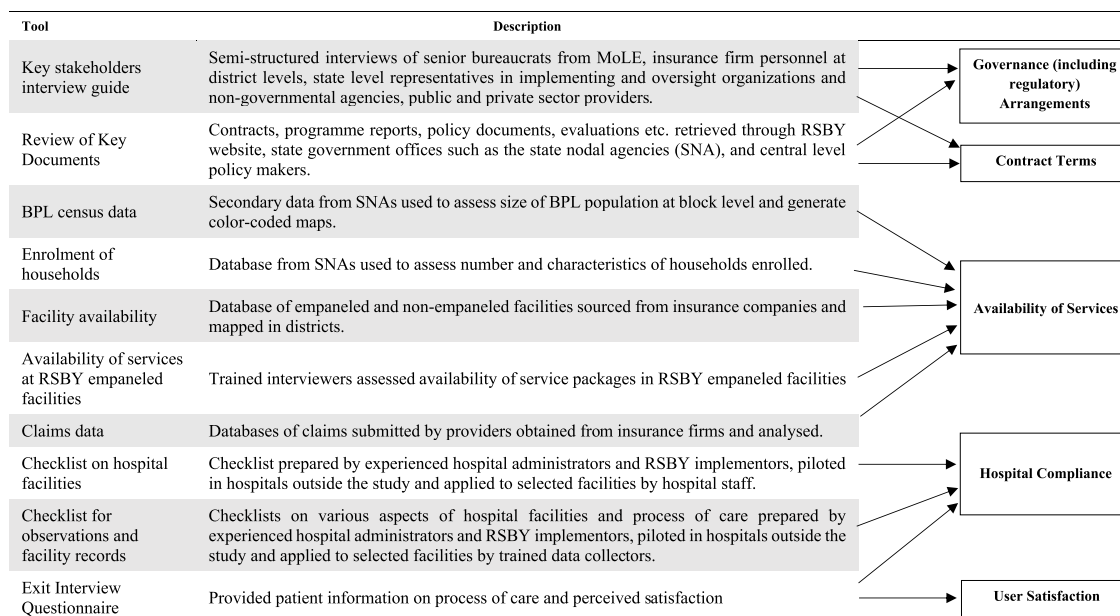 Tool Description
Key stakeholders
interview guide
Semi-structured interviews of senior bureaucrats from MoLE, insurance firm personnel at
district levels, state level representatives in implementing and oversight organizations and
non-governmental agencies, public and private sector providers.
Review of Key
Documents
Contracts, programme reports, policy documents, evaluations etc. retrieved through RSBY
website, state government offices such as the state nodal agencies (SNA), and central level
policy makers.
BPL census data
Secondary data from SNAs used to assess size of BPL population at block level and generate
color-coded maps.
Enrolment of
households
Database from SNAs used to assess number and characteristics of households enrolled.
Facility availability
Database of empaneled and non-empaneled facilities sourced from insurance companies and
mapped in districts.
Availability of services
at RSBY empaneled
facilities
Trained interviewers assessed availability of service packages in RSBY empaneled facilities
Claims data
Databases of claims submitted by providers obtained from insurance firms and analysed.
Checklist on hospital
facilities
Checklist prepared by experienced hospital administrators and RSBY implementors, piloted
in hospitals outside the study and applied to selected facilities by hospital staff.
Checklist for
observations and
facility records
Checklists on various aspects of hospital facilities and process of care prepared by
experienced hospital administrators and RSBY implementors, piloted in hospitals outside the
study and applied to selected facilities by trained data collectors.
Exit Interview
Questionnaire
Provided patient information on process of care and perceived satisfaction
Governance (including
regulatory)
Arrangements
Contract Terms
Availability of Services
Hospital Compliance
User Satisfaction